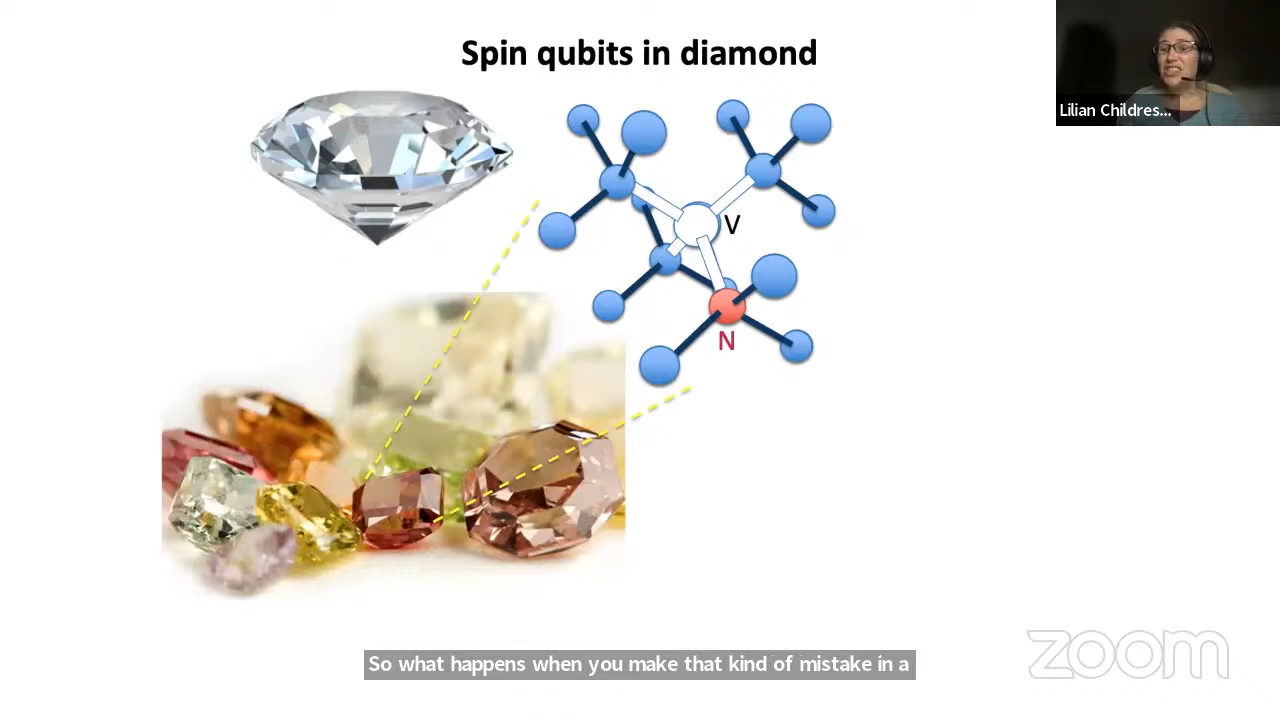 Spin qubits in diamond
Lilian Childres...
V
N
So what happens when you make that kind of mistake in a
zoom